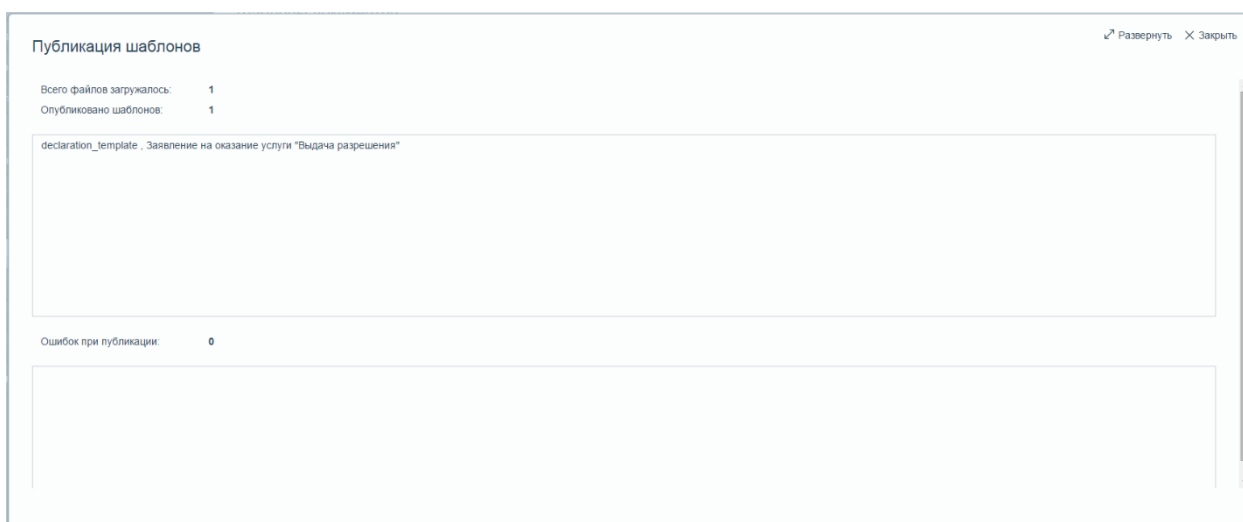 Развернуть Закрыть
Публикация шаблонов
Всего файлов загружалось: 1
Опубликовано шаблонов: 1
declaration_template , Заявление на оказание услуги "Выдача разрешения"
Ошибок при публикации: 0